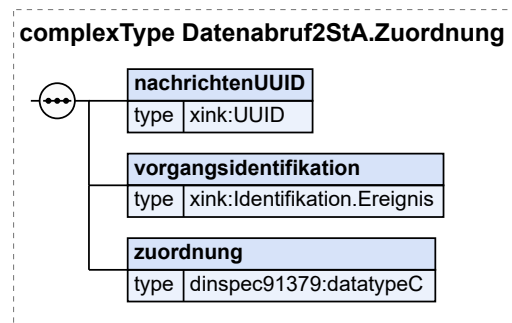 complexType Datenabruf2StA.Zuordnung
nachrichtenUUID
type xink:UUID
vorgangsidentifikation
type xink:Identifikation.Ereignis
zuordnung
type dinspec91379:datatypeC